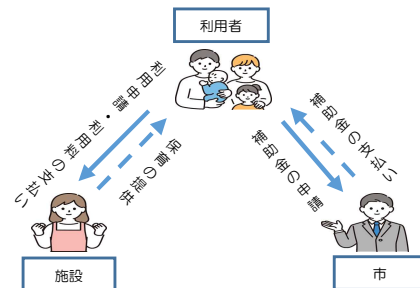 利用者
利用申請・利用料の支払い
保育の提供
補助金の申請
補助金の支払い
施設
市